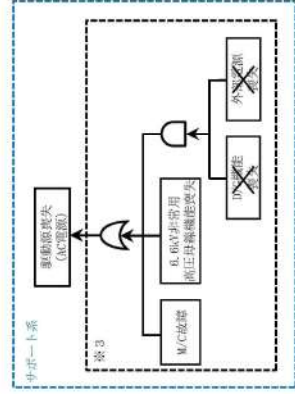 サポート系
駆動源喪失
(AC電源)
※3
M/C故障
6.6kV非常用
高圧母線機能喪失
D/G機能
喪失
外部電源
喪失